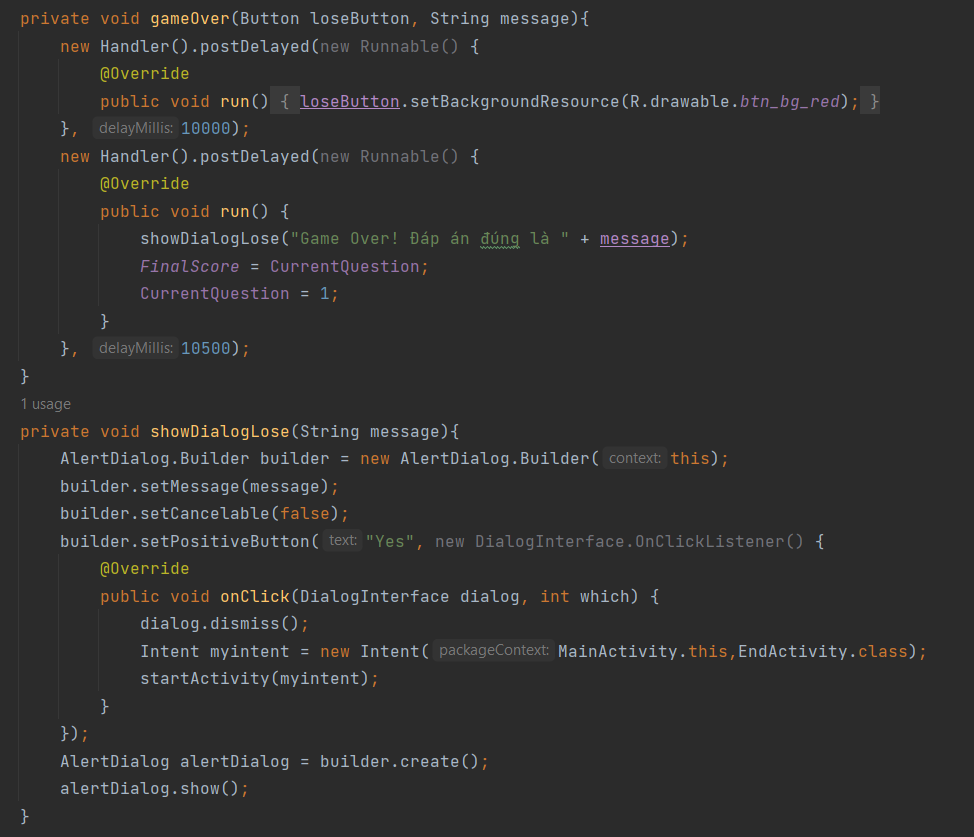 private void gameOver(Button loseButton, String message){
    new Handler().postDelayed(new Runnable() {
        @Override
        public void run() { loseButton.setBackgroundResource(R.drawable.btn_bg_red); }
    }, delayMillis: 10000);
    new Handler().postDelayed(new Runnable() {
        @Override
        public void run() {
            showDialogLose("Game Over! Đáp án đúng là " + message);
            FinalScore = CurrentQuestion;
            CurrentQuestion = 1;
        }
    }, delayMillis: 10500);
}
1 usage
private void showDialogLose(String message){
    AlertDialog.Builder builder = new AlertDialog.Builder( context: this);
    builder.setMessage(message);
    builder.setCancelable(false);
    builder.setPositiveButton( text: "Yes", new DialogInterface.OnClickListener() {
        @Override
        public void onClick(DialogInterface dialog, int which) {
            dialog.dismiss();
            Intent myintent = new Intent( packageContext: MainActivity.this,EndActivity.class);
            startActivity(myintent);
        }
    });
    AlertDialog alertDialog = builder.create();
    alertDialog.show();
}